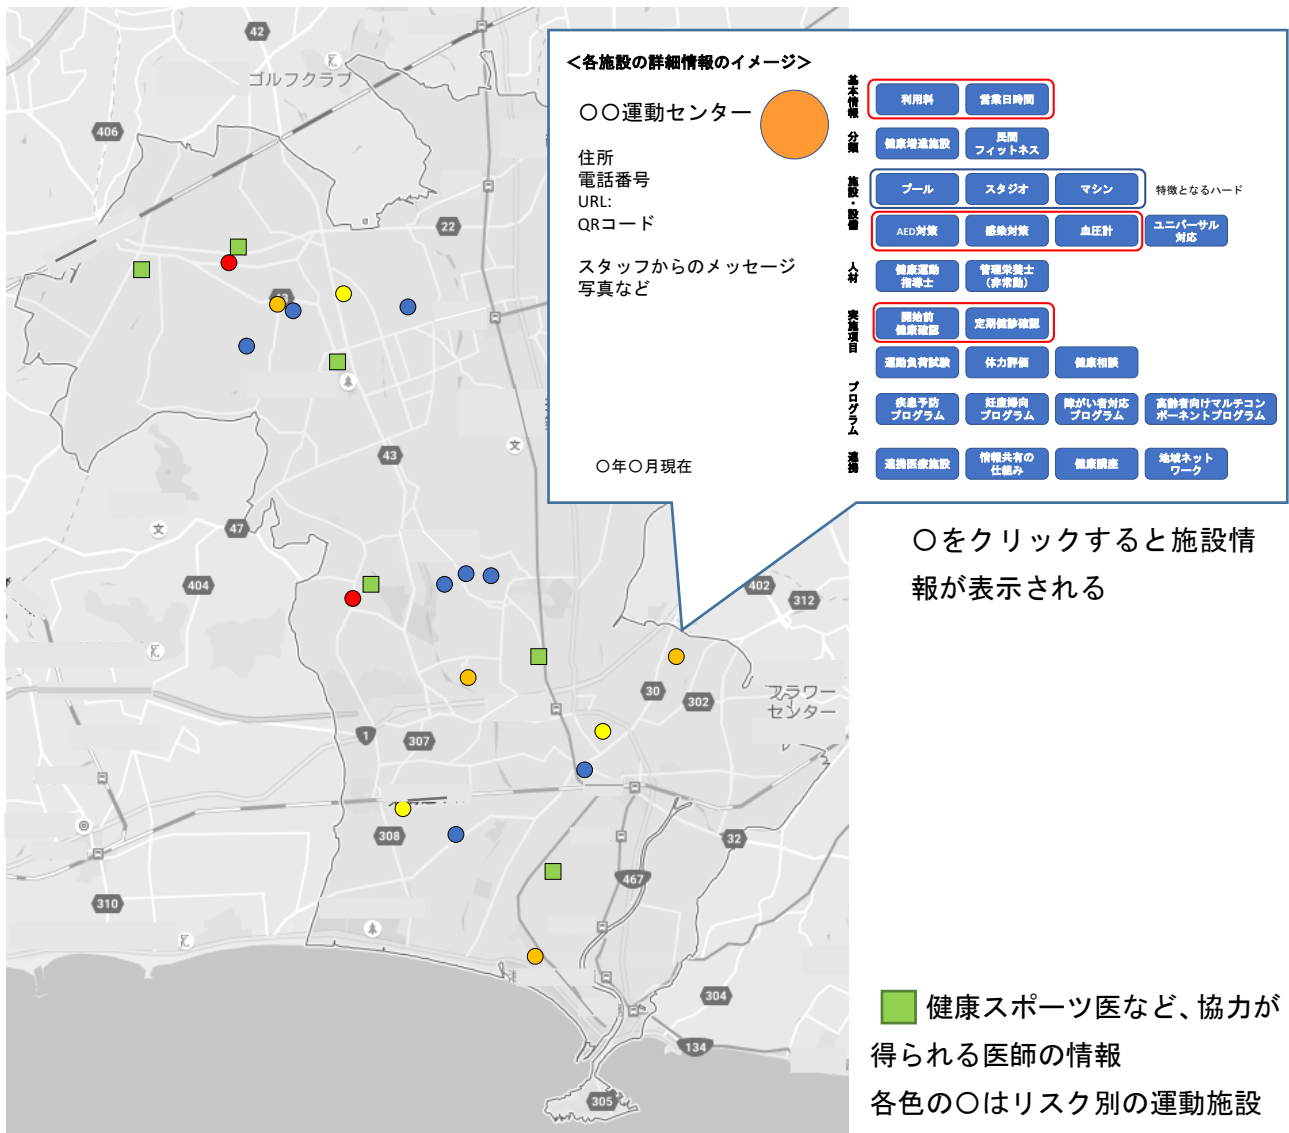 42
ゴルフクラブ
406
22
43
43
文
文
47
404
402
312
30
302
フラワー
センター
1
307
308
32
467
310
304
134
305
<各施設の詳細情報のイメージ>
〇〇運動センター
住所
電話番号
URL:
QRコード
スタッフからのメッセージ
写真など
〇年〇月現在
基本情報
利用料
営業日時間
分類
健康増進施設
民間
フィットネス
施設・設備
プール
スタジオ
マシン
特徴となるハード
AED対策
感染対策
血圧計
ユニバーサル
対応
人材
健康運動
指導士
管理栄養士
(非常勤)
実施項目
開始前
健康確認
定期健診確認
運動負荷試験
体力評価
健康相談
プログラム
疾患予防
プログラム
妊産婦向
プログラム
障がい者対応
プログラム
高齢者向けマルチコン
ポーネントプログラム
連携
連携医療施設
情報共有の
仕組み
健康講座
地域ネット
ワーク
〇をクリックすると施設情
報が表示される
健康スポーツ医など、協力が
得られる医師の情報
各色の〇はリスク別の運動施設